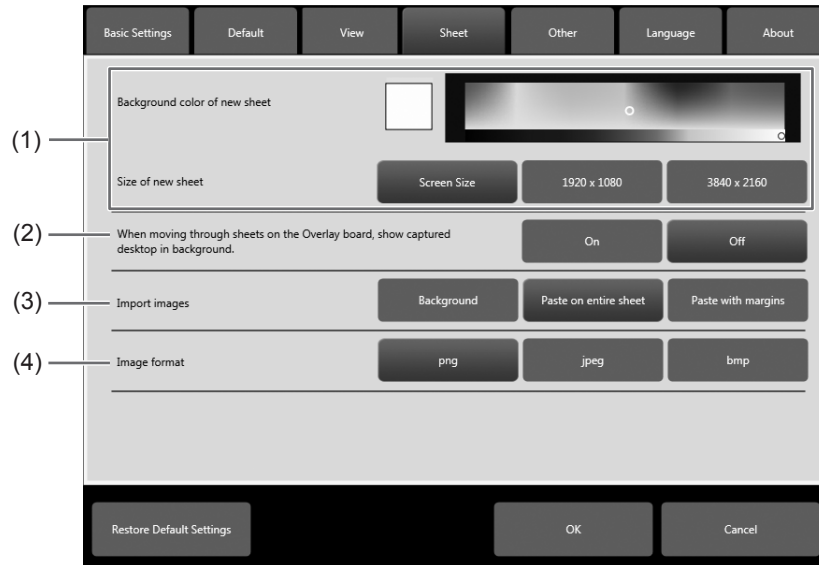 Basic Settings Default View Sheet Other Language About
(1)
Background color of new sheet
Size of new sheet Screen Size 1920 x 1080 3840 x 2160
(2)
When moving through sheets on the Overlay board, show captured
desktop in background.
On Off
(3)
Import images Background Paste on entire sheet Paste with margins
(4)
Image format png jpeg bmp
Restore Default Settings OK Cancel